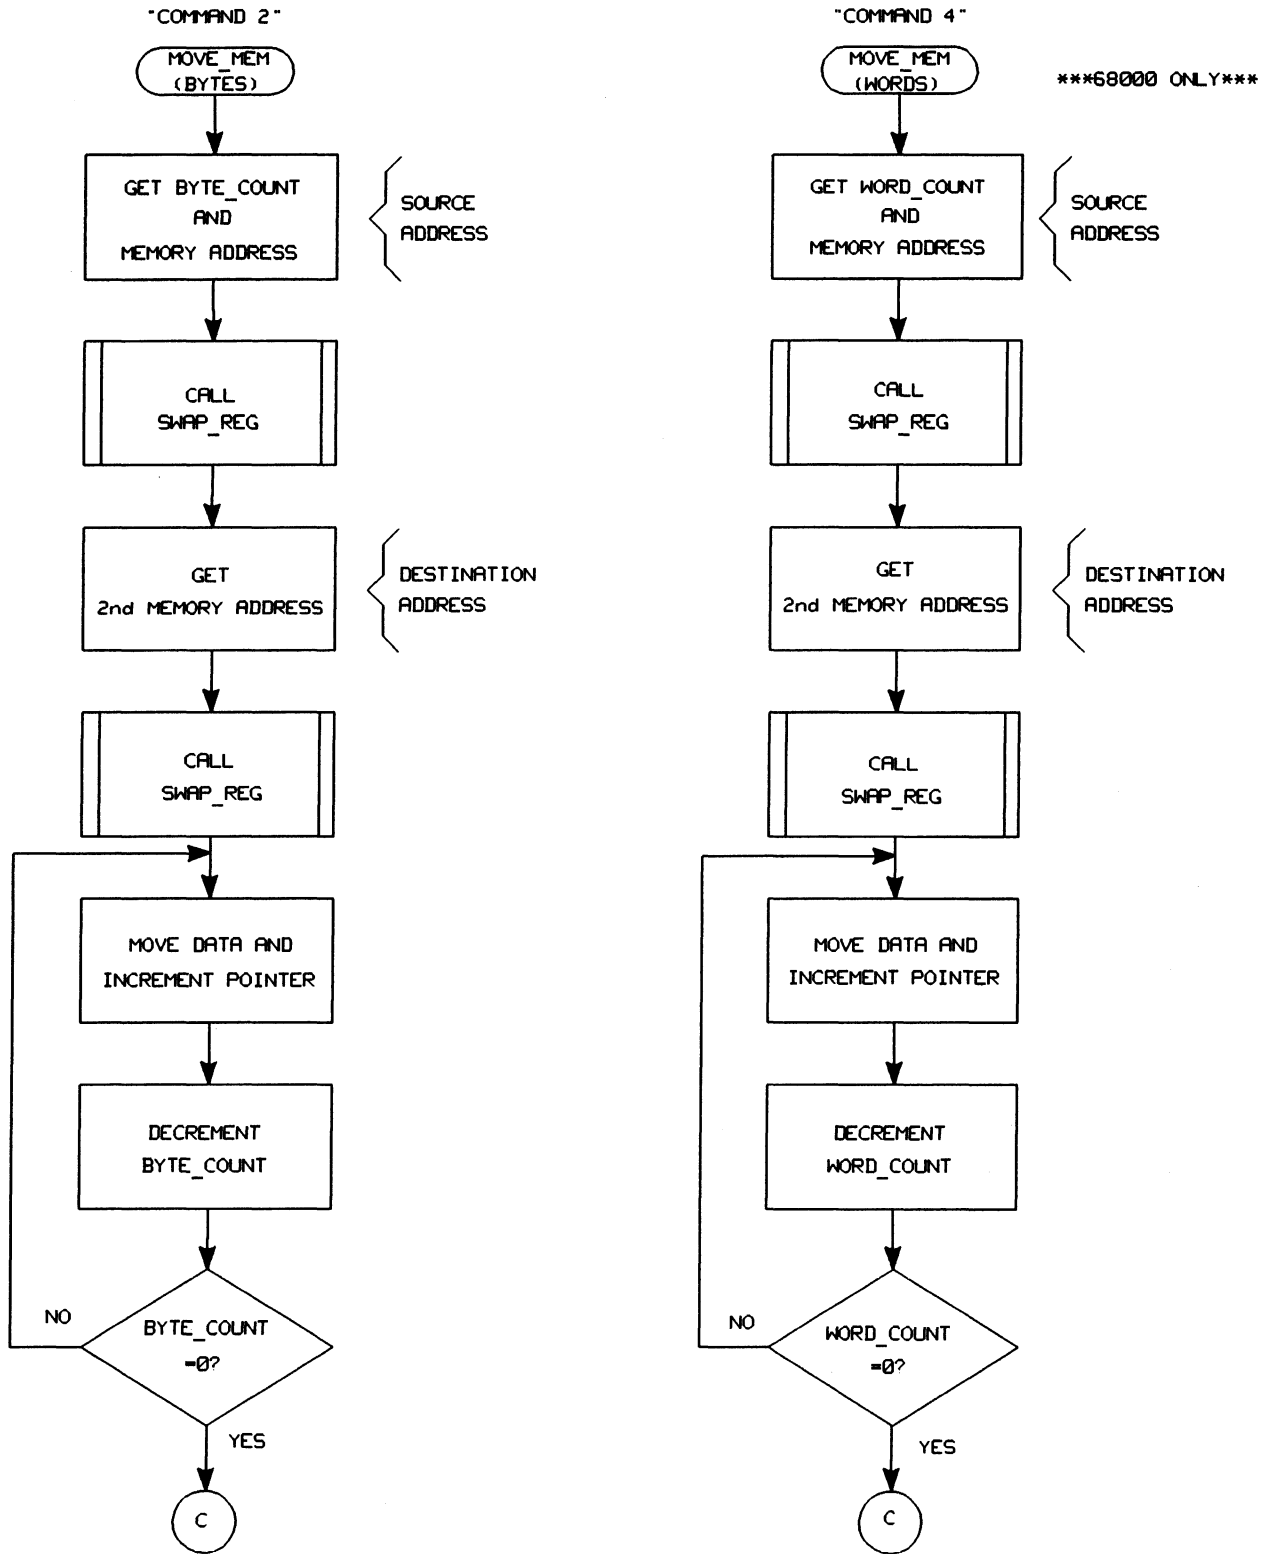 "COMMAND 2"
MOVE_MEM
(BYTES)
GET BYTE_COUNT
AND
MEMORY ADDRESS
SOURCE
ADDRESS
CALL
SWAP_REG
GET
2nd MEMORY ADDRESS
DESTINATION
ADDRESS
CALL
SWAP_REG
MOVE DATA AND
INCREMENT POINTER
DECREMENT
BYTE_COUNT
NO
BYTE_COUNT
=0?
YES
C
"COMMAND 4"
MOVE_MEM
(WORDS)
***68000 ONLY***
GET WORD_COUNT
AND
MEMORY ADDRESS
SOURCE
ADDRESS
CALL
SWAP_REG
GET
2nd MEMORY ADDRESS
DESTINATION
ADDRESS
CALL
SWAP_REG
MOVE DATA AND
INCREMENT POINTER
DECREMENT
WORD_COUNT
NO
WORD_COUNT
=0?
YES
C